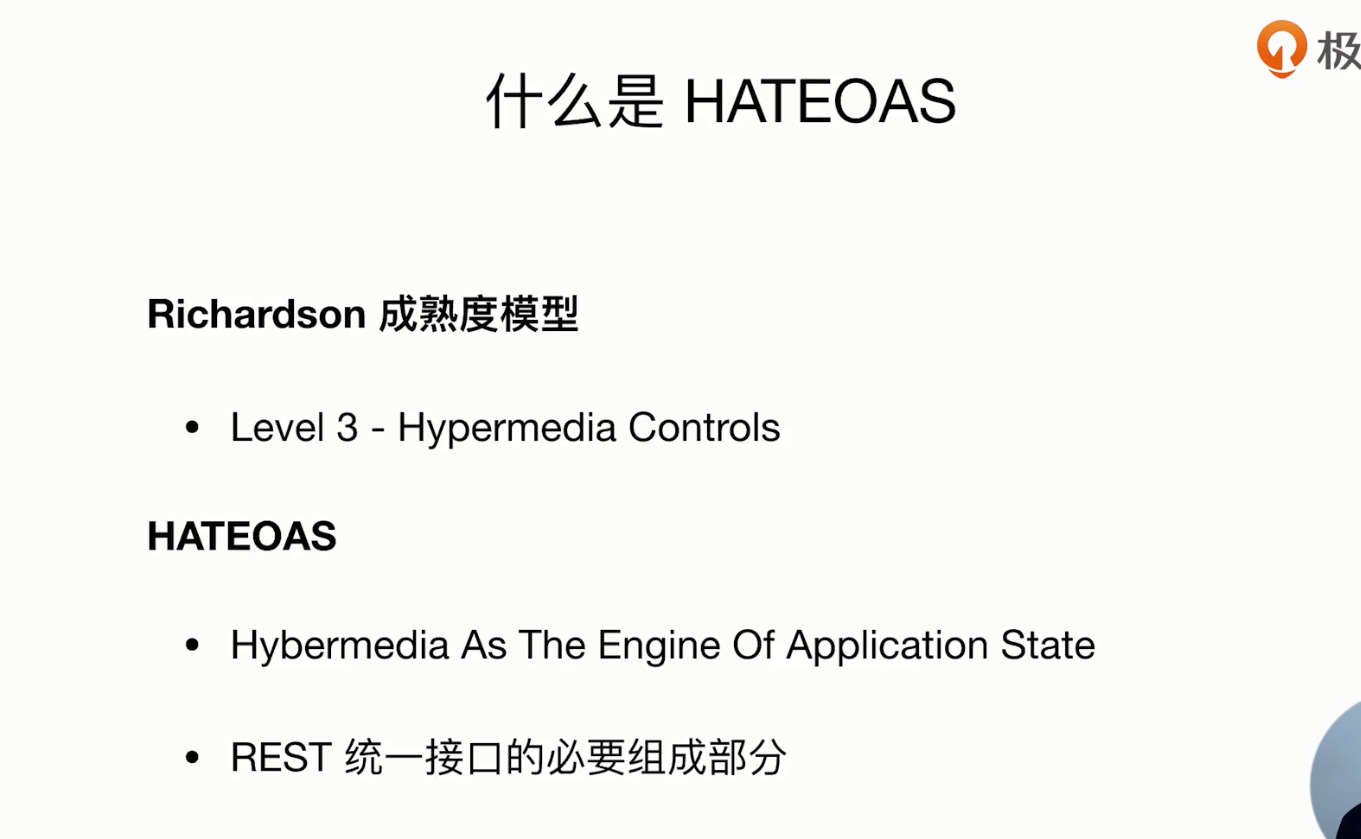 极
什么是 HATEOAS
Richardson 成熟度模型
• Level 3 - Hypermedia Controls
HATEOAS
• Hybermedia As The Engine Of Application State
• REST 统一接口的必要组成部分